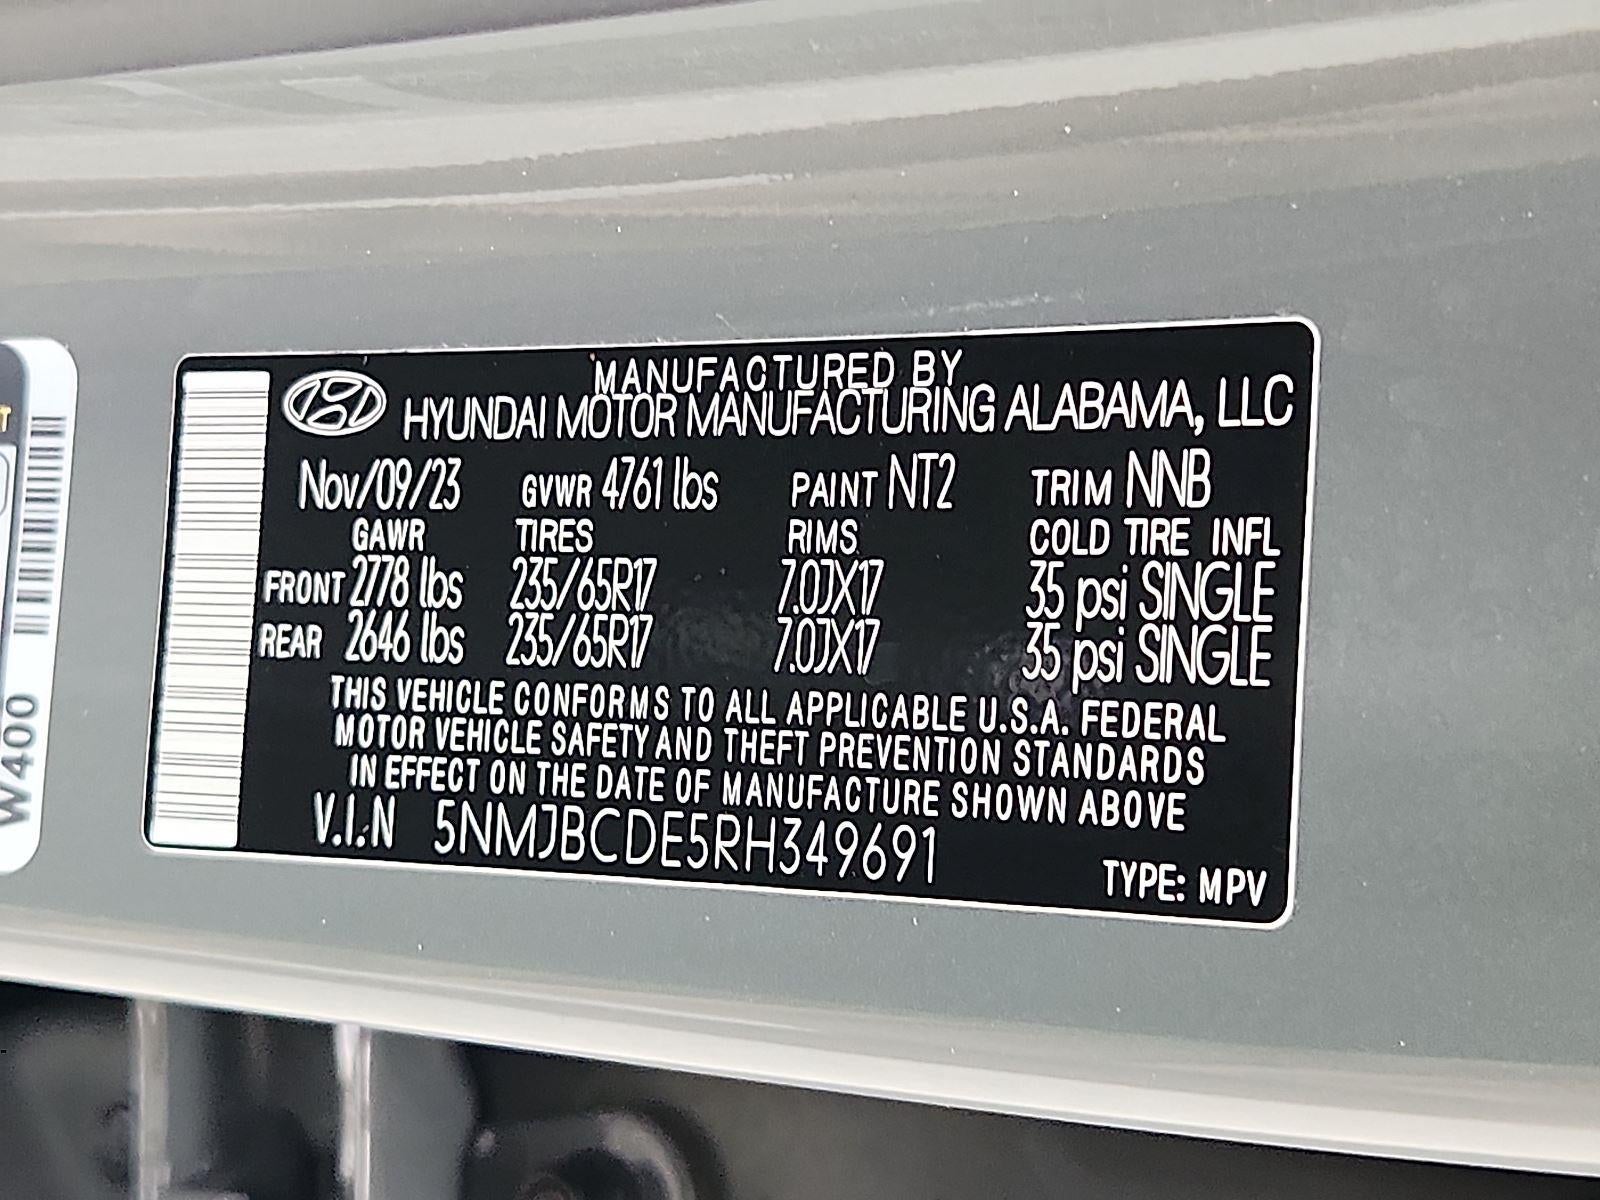 MANUFACTURED BY
HYUNDAI MOTOR MANUFACTURING ALABAMA, LLC
Nov/09/23 GVWR 4761 lbs PAINT NT2 TRIM NNB
GAWR TIRES RIMS COLD TIRE INFL
FRONT 2778 lbs 235/65R17 7.0JX17 35 psi SINGLE
REAR 2646 lbs 235/65R17 7.0JX17 35 psi SINGLE
THIS VEHICLE CONFORMS TO ALL APPLICABLE U.S.A. FEDERAL
MOTOR VEHICLE SAFETY AND THEFT PREVENTION STANDARDS
IN EFFECT ON THE DATE OF MANUFACTURE SHOWN ABOVE
V.I.N 5NMJBCDE5RH349691
TYPE: MPV
W400